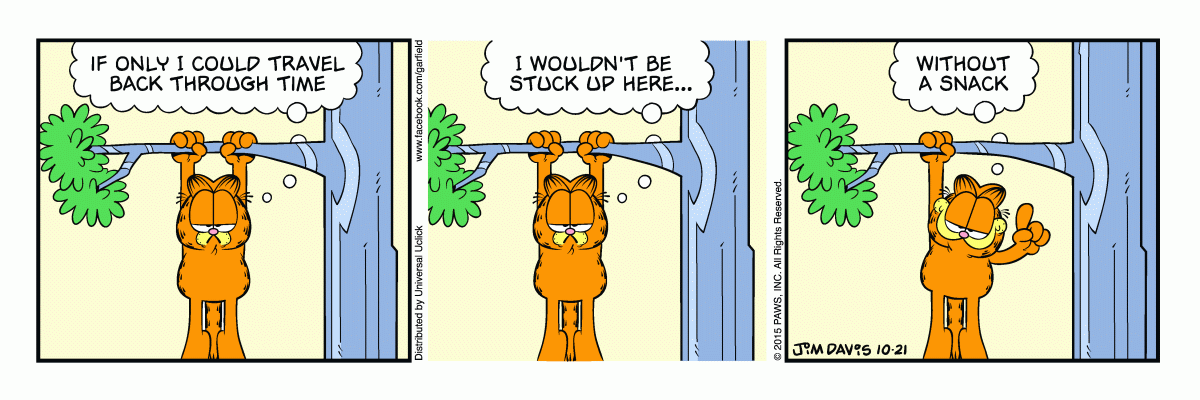 IF ONLY I COULD TRAVEL
BACK THROUGH TIME
www.facebook.com/garfield
Distributed by Universal Uclick
I WOULDN'T BE
STUCK UP HERE...
© 2015 PAWS, INC. All Rights Reserved.
WITHOUT
A SNACK
JIM DAVIS 10·21